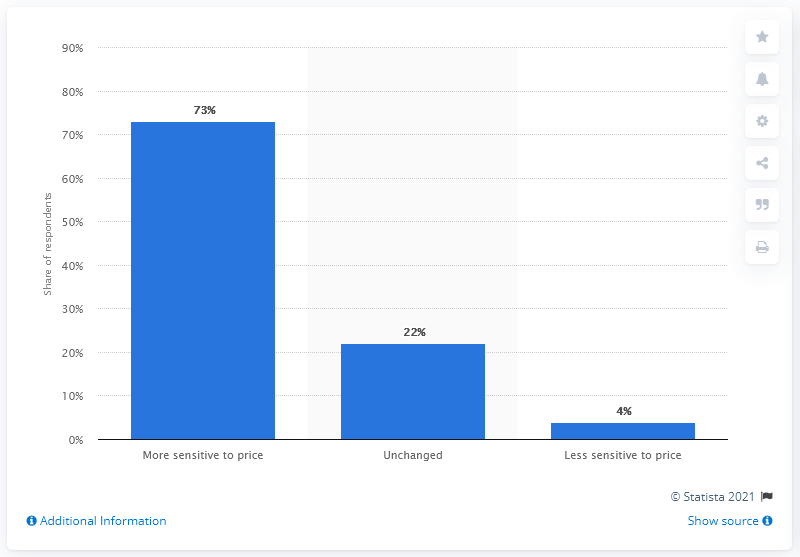 90%
80%
70%
60%
50%
40%
30%
20%
10%
0%
Share of respondents
73%
22%
4%
More sensitive to price
Unchanged
Less sensitive to price
© Statista 2021
Additional Information
Show source